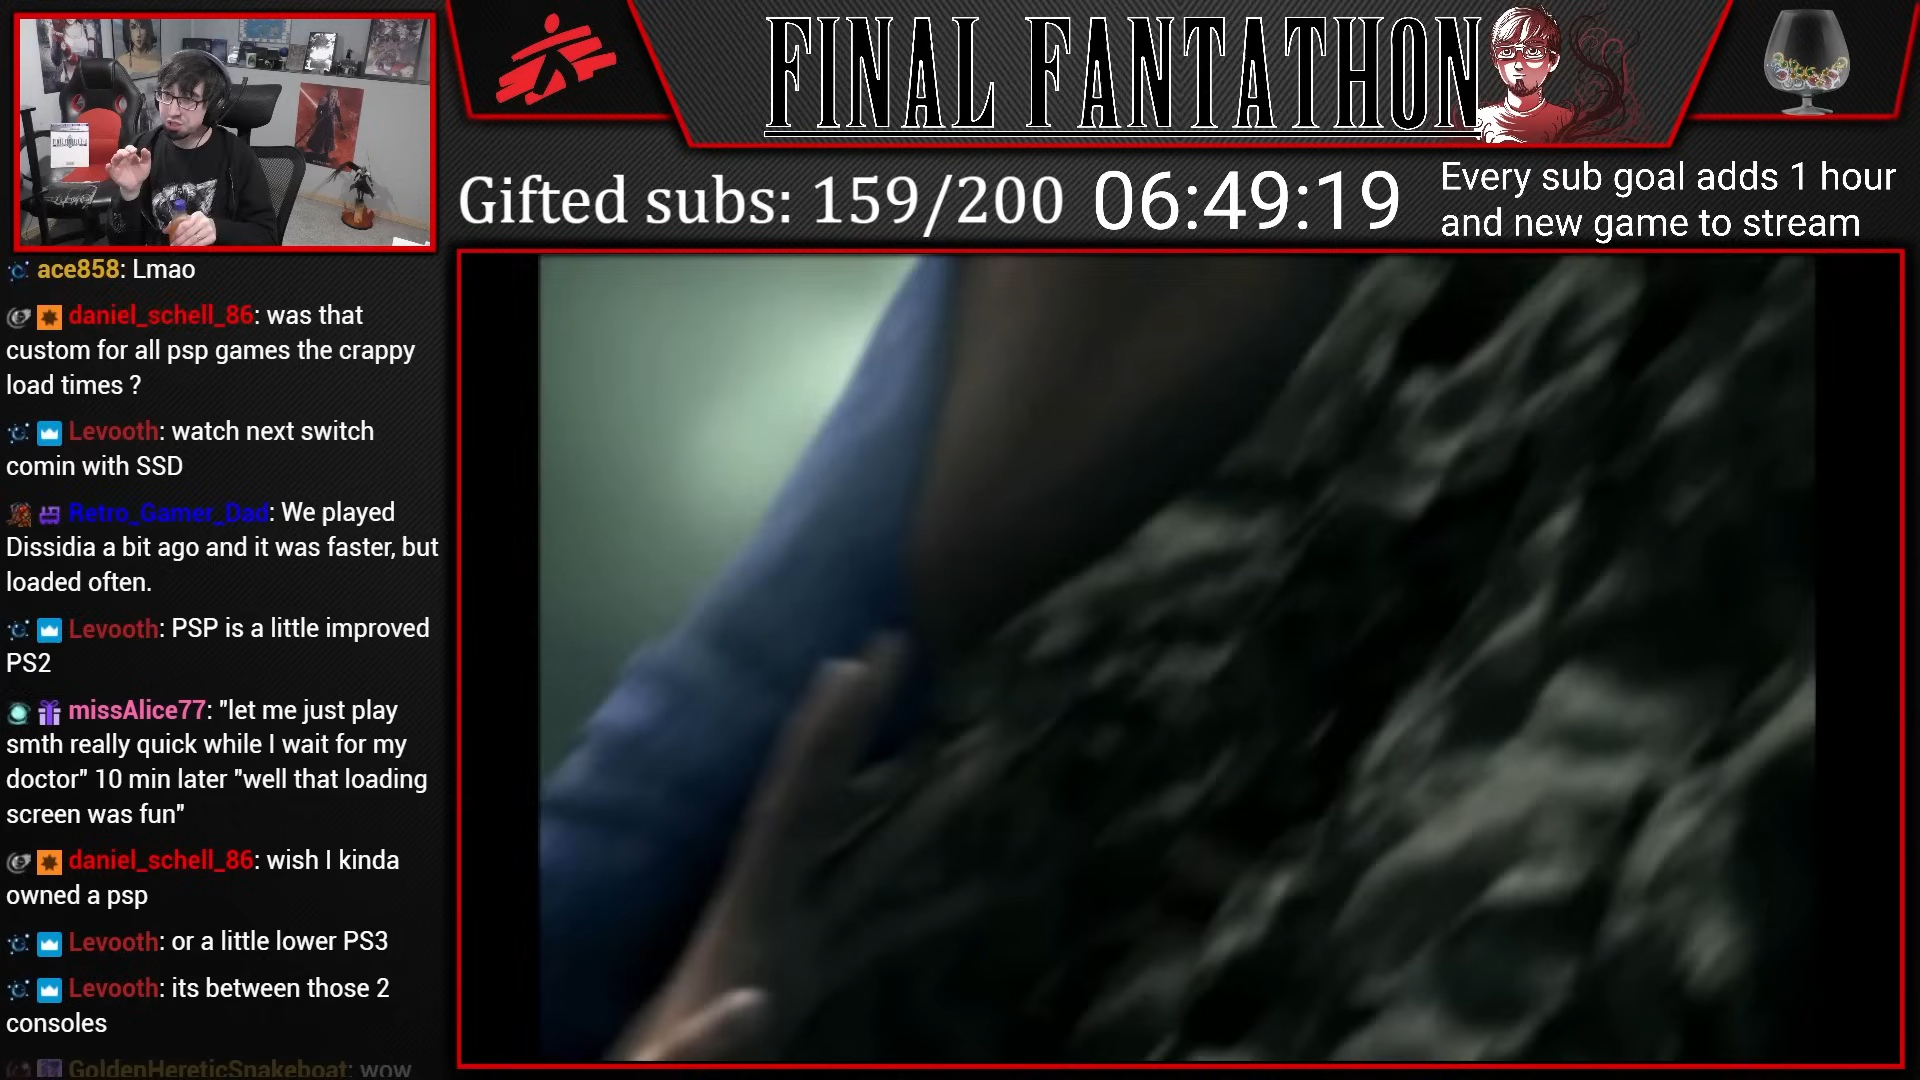 FINAL FANTATHON
Gifted subs: 159/200
06:49:19
Every sub goal adds 1 hour
and new game to stream
ace858: Lmao
daniel_schell_86: was that
custom for all psp games the crappy
load times ?
Levooth: watch next switch
comin with SSD
Retro_Gamer_Dad: We played
Dissidia a bit ago and it was faster, but
loaded often.
Levooth: PSP is a little improved
PS2
missAlice77: "let me just play
smth really quick while I wait for my
doctor" 10 min later "well that loading
screen was fun"
daniel_schell_86: wish I kinda
owned a psp
Levooth: or a little lower PS3
Levooth: its between those 2
consoles
GoldenHereticSnakeboat: wow